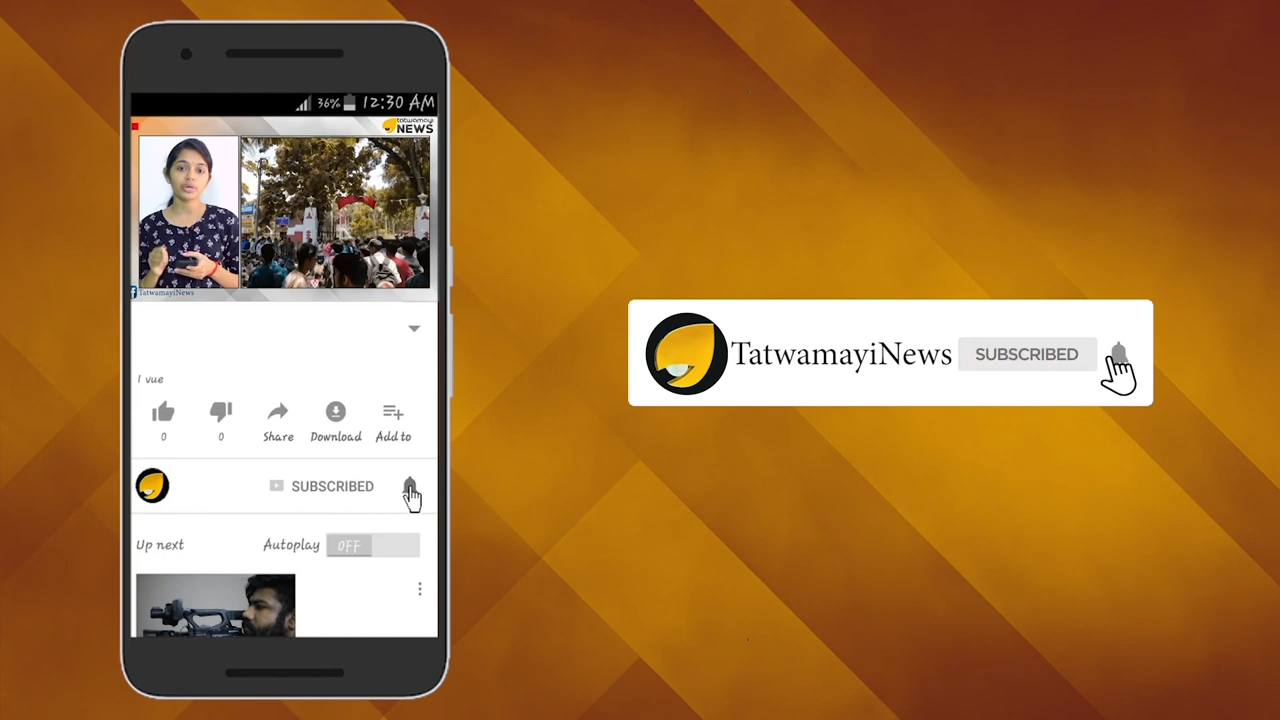 36% 12:30 AM
tatwamayi
NEWS
TatwamayiNews
1 vue
0 0 Share Download Add to
SUBSCRIBED
Up next Autoplay OFF
TatwamayiNews SUBSCRIBED